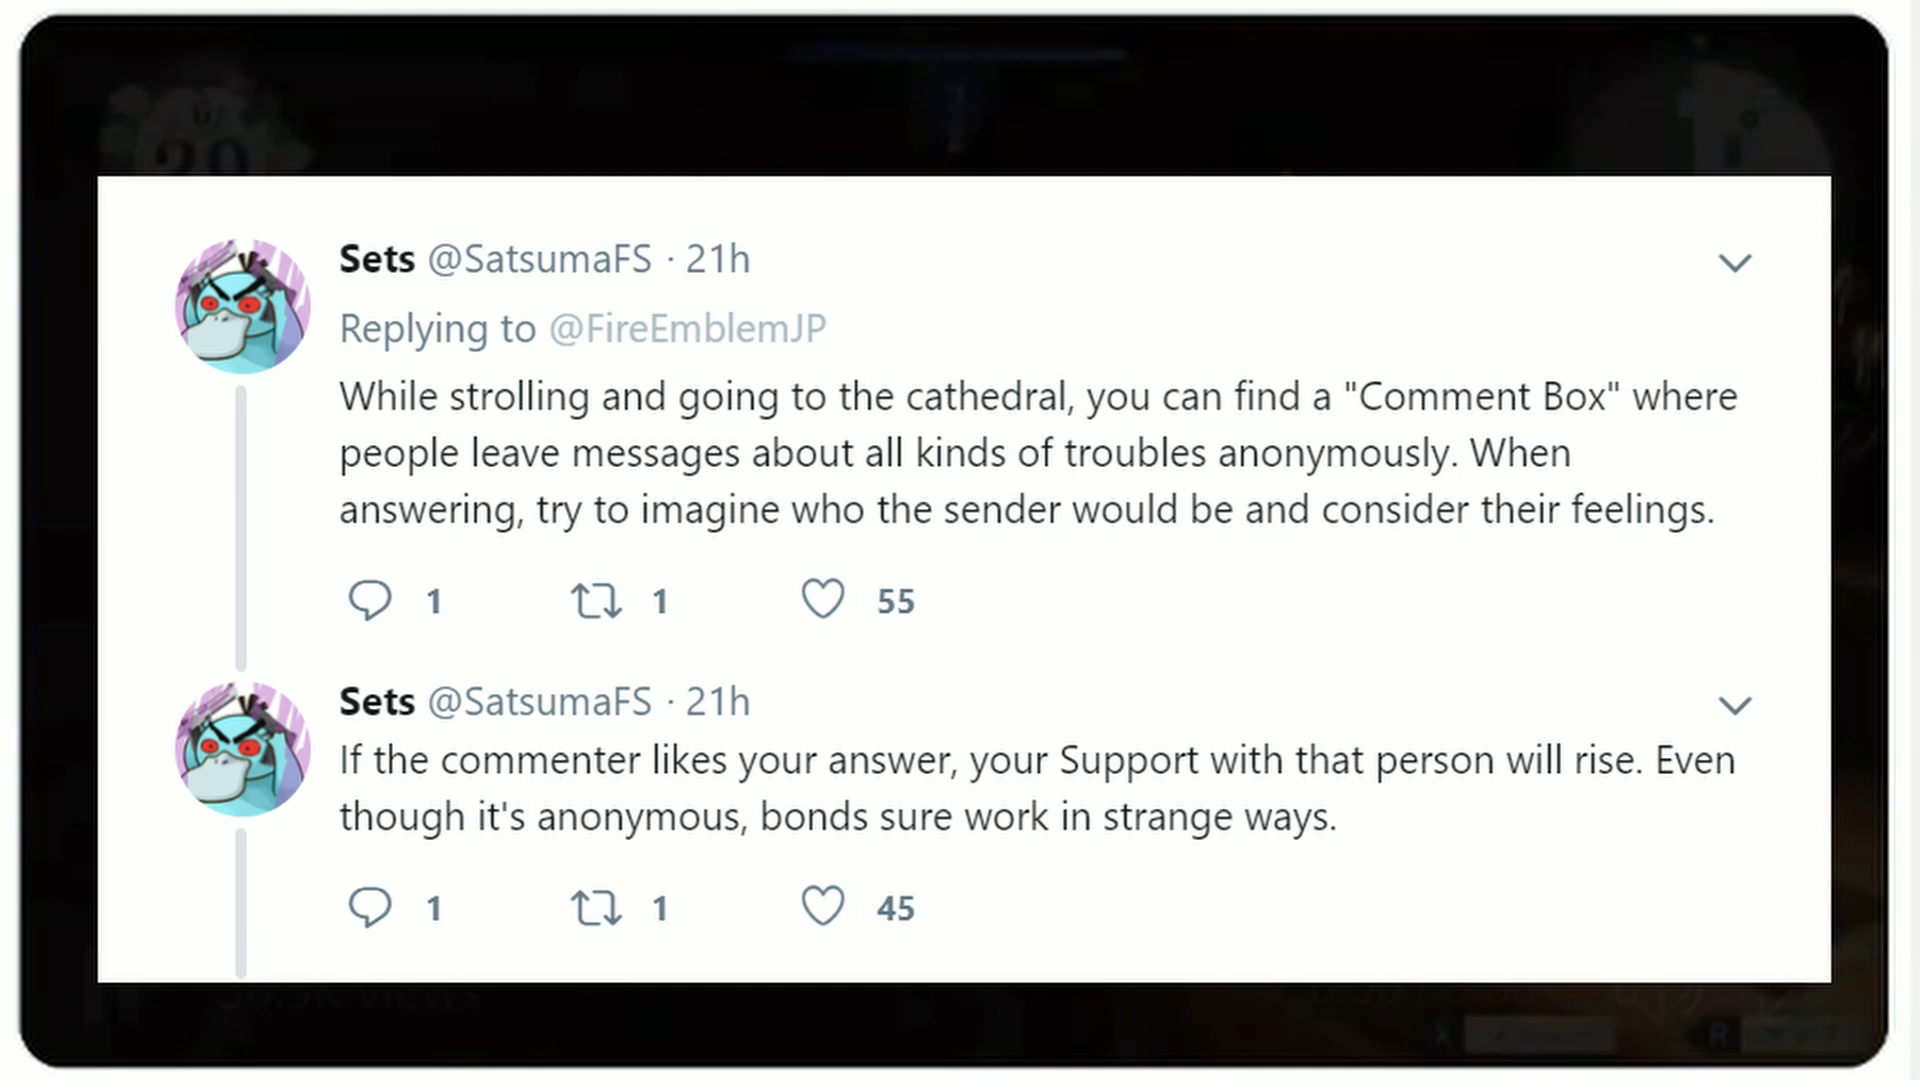 Sets @SatsumaFS · 21h
Replying to @FireEmblemJP
While strolling and going to the cathedral, you can find a "Comment Box" where
people leave messages about all kinds of troubles anonymously. When
answering, try to imagine who the sender would be and consider their feelings.
1 1 55
Sets @SatsumaFS · 21h
If the commenter likes your answer, your Support with that person will rise. Even
though it's anonymous, bonds sure work in strange ways.
1 1 45